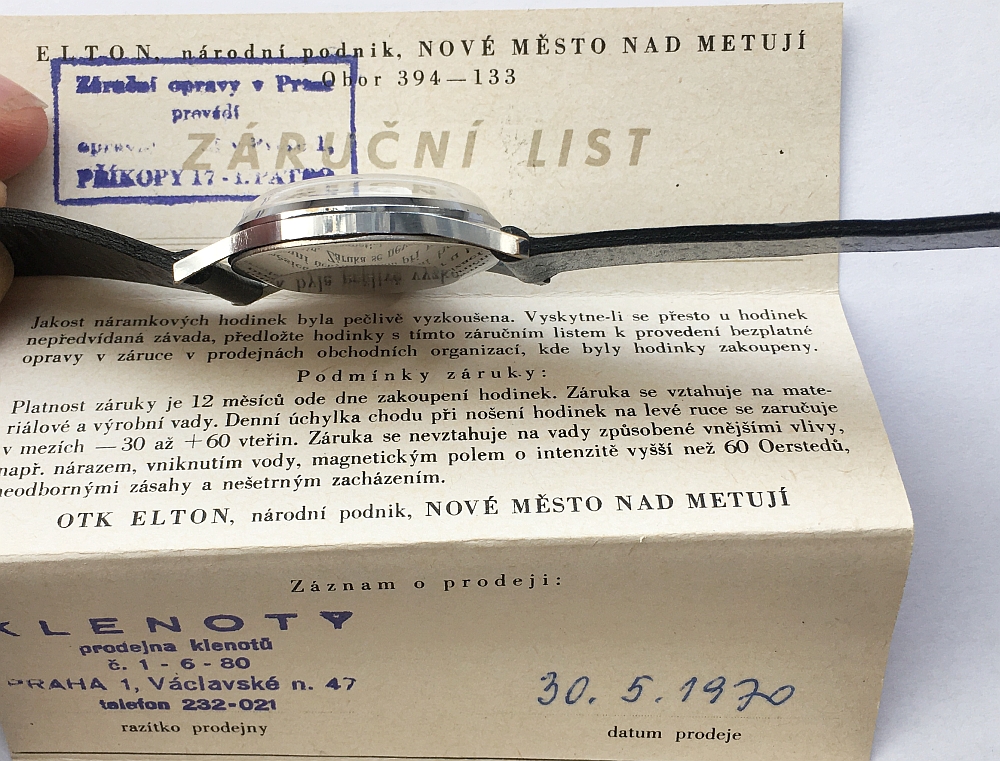 ELTON, národní podnik, NOVÉ MĚSTO NAD METUJÍ
Obor 394—133
Záruční opravy v Praze
provádí
ZÁRUČNÍ LIST
PŘÍKOPY 17 - I. PATRO
Jakost náramkových hodinek byla pečlivě vyzkoušena. Vyskytne-li se přesto u hodinek
nepředvídaná závada, předložte hodinky s tímto záručním listem k provedení bezplatné
opravy v záruce v prodejnách obchodních organizací, kde byly hodinky zakoupeny.
Podmínky záruky:
Platnost záruky je 12 měsíců ode dne zakoupení hodinek. Záruka se vztahuje na mate-
riálové a výrobní vady. Denní úchylka chodu při nošení hodinek na levé ruce se zaručuje
v mezích —30 až +60 vteřin. Záruka se nevztahuje na vady způsobené vnějšími vlivy,
např. nárazem, vniknutím vody, magnetickým polem o intenzitě vyšší než 60 Oerstedů,
neodbornými zásahy a nešetrným zacházením.
OTK ELTON, národní podnik, NOVÉ MĚSTO NAD METUJÍ
Záznam o prodeji:
KLENOTY
prodejna klenotů
č. 1 - 6 - 80
PRAHA 1, Václavské n. 47
telefon 232-021
razítko prodejny
30. 5. 1970
datum prodeje